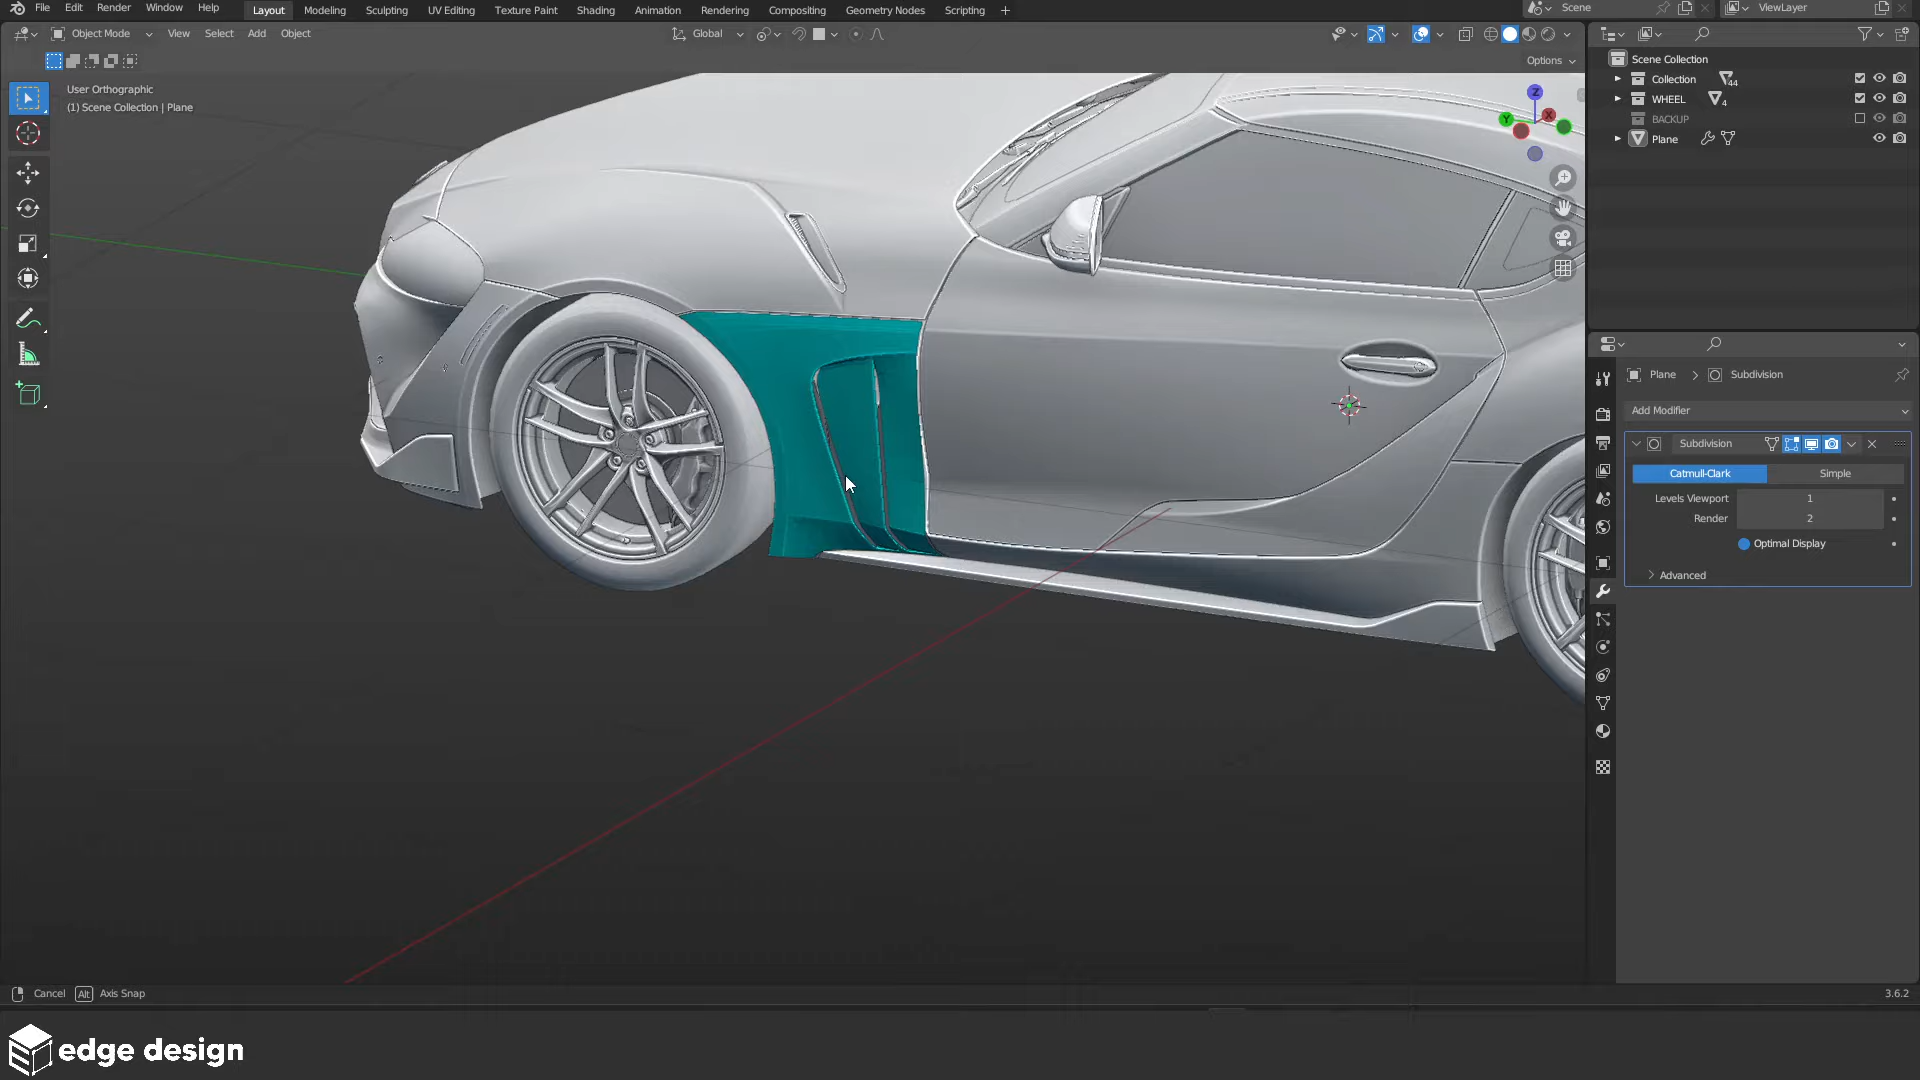 File Edit Render Window Help Layout Modeling Sculpting UV Editing Texture Paint Shading Animation Rendering Compositing Geometry Nodes Scripting + Scene ViewLayer
Object Mode View Select Add Object Global
Options
User Orthographic
(1) Scene Collection | Plane
Z
Y
X
Scene Collection
Collection 44
WHEEL 4
BACKUP
Plane
Plane > Subdivision
Add Modifier
Subdivision
Catmull-Clark Simple
Levels Viewport 1
Render 2
Optimal Display
Advanced
Cancel Alt Axis Snap 3.6.2
edge design